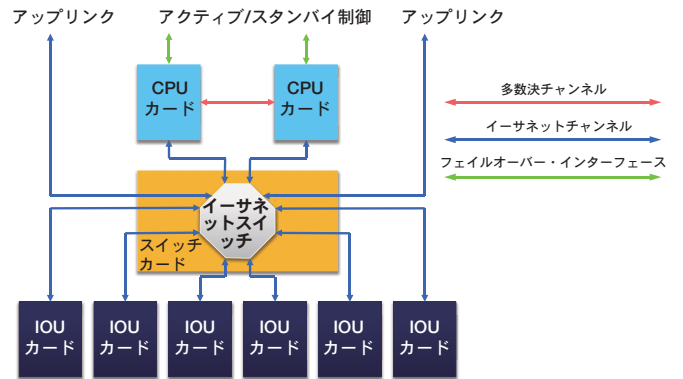 アップリンク
アクティブ/スタンバイ制御
アップリンク
CPU
カード
CPU
カード
多数決チャンネル
イーサネットチャンネル
フェイルオーバー・インターフェース
イーサネ
ットスイ
ッチ
スイッチ
カード
IOU
カード
IOU
カード
IOU
カード
IOU
カード
IOU
カード
IOU
カード